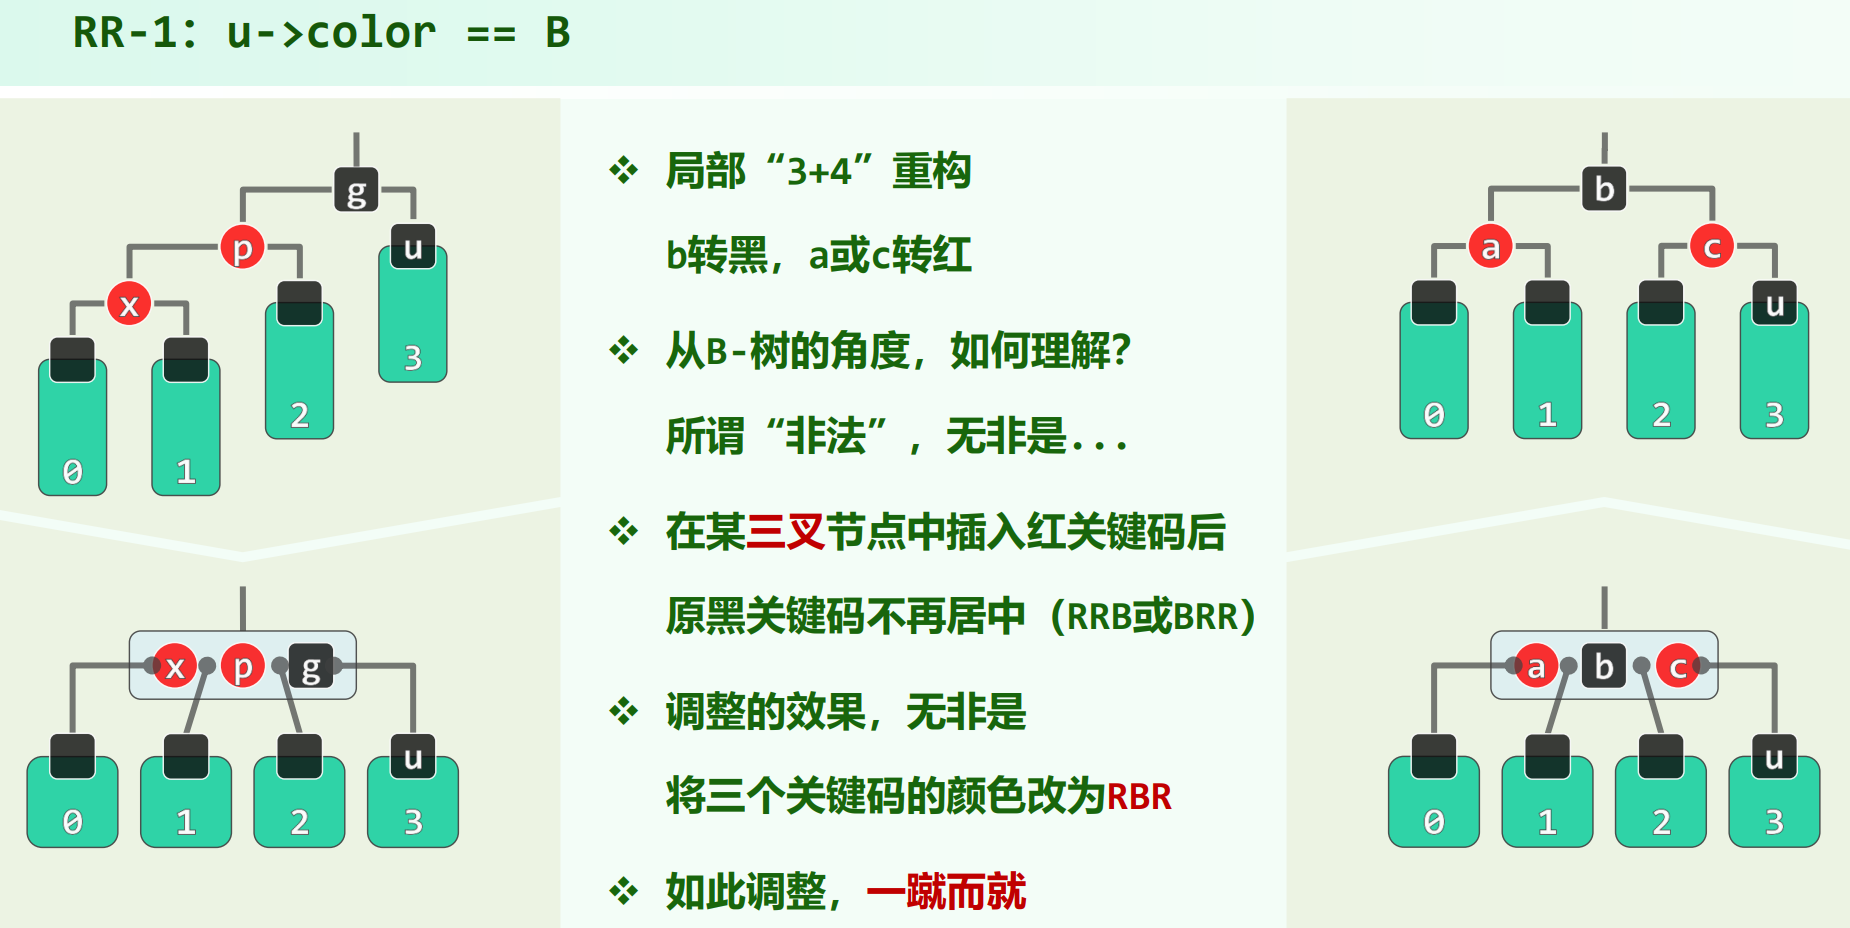 RR-1：u->color == B
g
p
u
x
3
2
0
1
x p g
u
0 1 2 3
❖ 局部“3+4”重构
b转黑，a或c转红
❖ 从B-树的角度，如何理解？
所谓“非法”，无非是...
❖ 在某三叉节点中插入红关键码后
原黑关键码不再居中（RRB或BRR）
❖ 调整的效果，无非是
将三个关键码的颜色改为RBR
❖ 如此调整，一蹴而就
b
a c
u
0 1 2 3
a b c
u
0 1 2 3